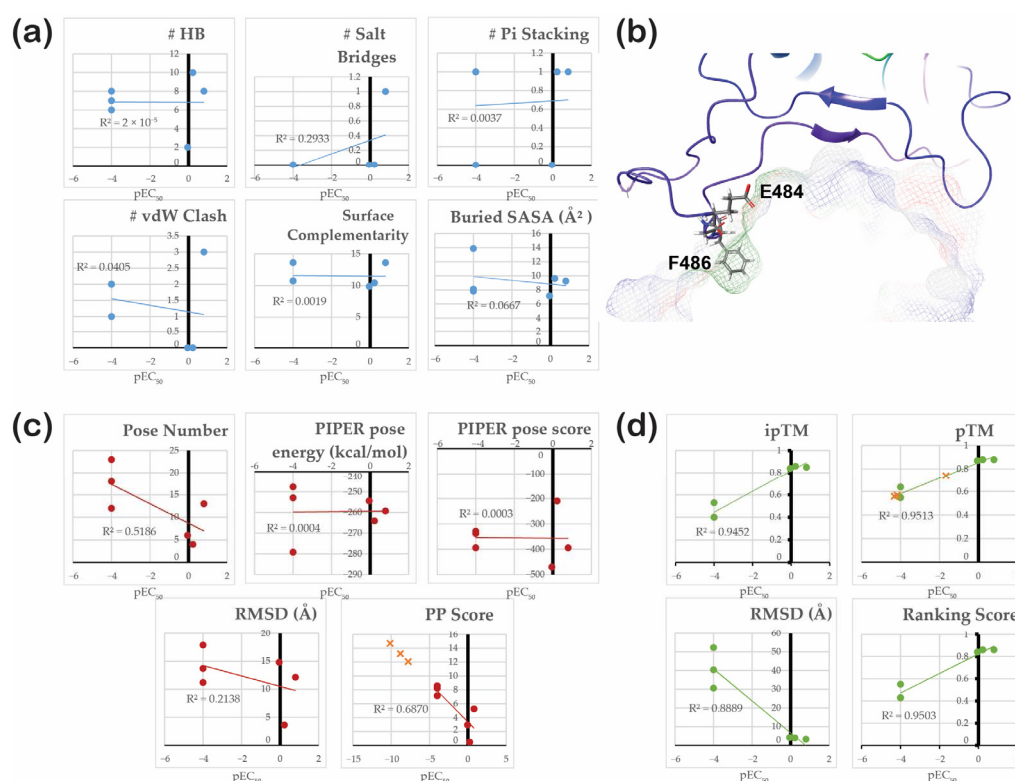 (a)
# HB
12
10
8
6
4
2
0
R² = 2 × 10⁻⁵
−6 −4 −2 0 2
pEC₅₀
# Salt
Bridges
1.2
1
0.8
0.6
0.4
0.2
0
R² = 0.2933
−6 −4 −2 0 2
pEC₅₀
# Pi Stacking
1.2
1
0.8
0.6
0.4
0.2
0
R² = 0.0037
−6 −4 −2 0 2
pEC₅₀
# vdW Clash
3.5
3
2.5
2
1.5
1
0.5
0
R² = 0.0405
−6 −4 −2 0 2
pEC₅₀
Surface
Complementarity
15
10
5
0
R² = 0.0019
−6 −4 −2 0 2
pEC₅₀
Buried SASA (Å²)
16
14
12
10
8
6
4
2
0
R² = 0.0667
−6 −4 −2 0 2
pEC₅₀
(b)
E484
F486
(c)
Pose Number
25
20
15
10
5
0
R² = 0.5186
−6 −4 −2 0 2
pEC₅₀
PIPER pose
energy (kcal/mol)
−6 −4 −2 0 2
−280
−290
R² = 0.0004
pEC₅₀
PIPER pose score
−6 −4 −2 0 2
0
−100
−200
−300
−400
−500
R² = 0.0003
pEC₅₀
RMSD (Å)
20
15
10
5
0
R² = 0.2138
−6 −4 −2 0 2
pEC₅₀
PP Score
16
14
12
10
8
6
4
2
0
R² = 0.6870
−15 −10 −5 0 5
pEC₅₀
(d)
ipTM
1
0.8
0.6
0.4
0.2
0
R² = 0.9452
−6 −4 −2 0 2
pEC₅₀
pTM
1
0.8
0.6
0.4
0.2
0
R² = 0.9513
−6 −4 −2 0 2
pEC₅₀
RMSD (Å)
60
50
40
30
20
10
0
R² = 0.8889
−6 −4 −2 0 2
pEC₅₀
Ranking Score
1
0.8
0.6
0.4
0.2
0
R² = 0.9503
−6 −4 −2 0 2
pEC₅₀